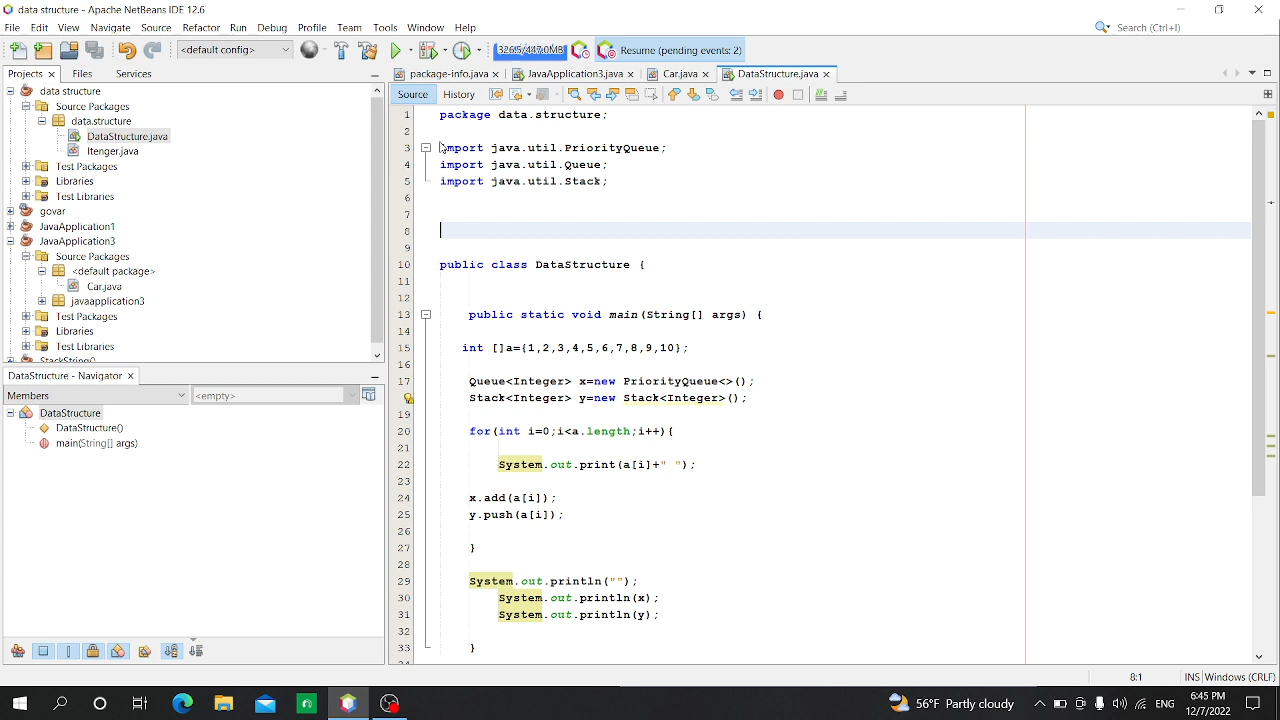 data structure - Apache NetBeans IDE 12.6
File Edit View Navigate Source Refactor Run Debug Profile Team Tools Window Help
Search (Ctrl+I)
<default config>
326.5/447.0MB
Resume (pending events: 2)
Projects Files Services
package-info.java JavaApplication3.java Car.java DataStructure.java
Source History
data structure
Source Packages
data.structure
DataStructure.java
Itenger.java
Test Packages
Libraries
Test Libraries
govar
JavaApplication1
JavaApplication3
Source Packages
<default package>
Car.java
javaapplication3
Test Packages
Libraries
Test Libraries
StackString()
DataStructure - Navigator
Members <empty>
DataStructure
DataStructure()
main(String[] args)
1 package data.structure;
2
3 import java.util.PriorityQueue;
4 import java.util.Queue;
5 import java.util.Stack;
6
7
8
9
10 public class DataStructure {
11
12
13 public static void main(String[] args) {
14
15 int []a={1,2,3,4,5,6,7,8,9,10};
16
17 Queue<Integer> x=new PriorityQueue<>();
Stack<Integer> y=new Stack<Integer>();
19
20 for(int i=0;i<a.length;i++){
21
22 System.out.print(a[i]+" ");
23
24 x.add(a[i]);
25 y.push(a[i]);
26
27 }
28
29 System.out.println("");
30 System.out.println(x);
31 System.out.println(y);
32
33 }
8:1 INS Windows (CRLF)
56°F Partly cloudy
6:45 PM
12/7/2022